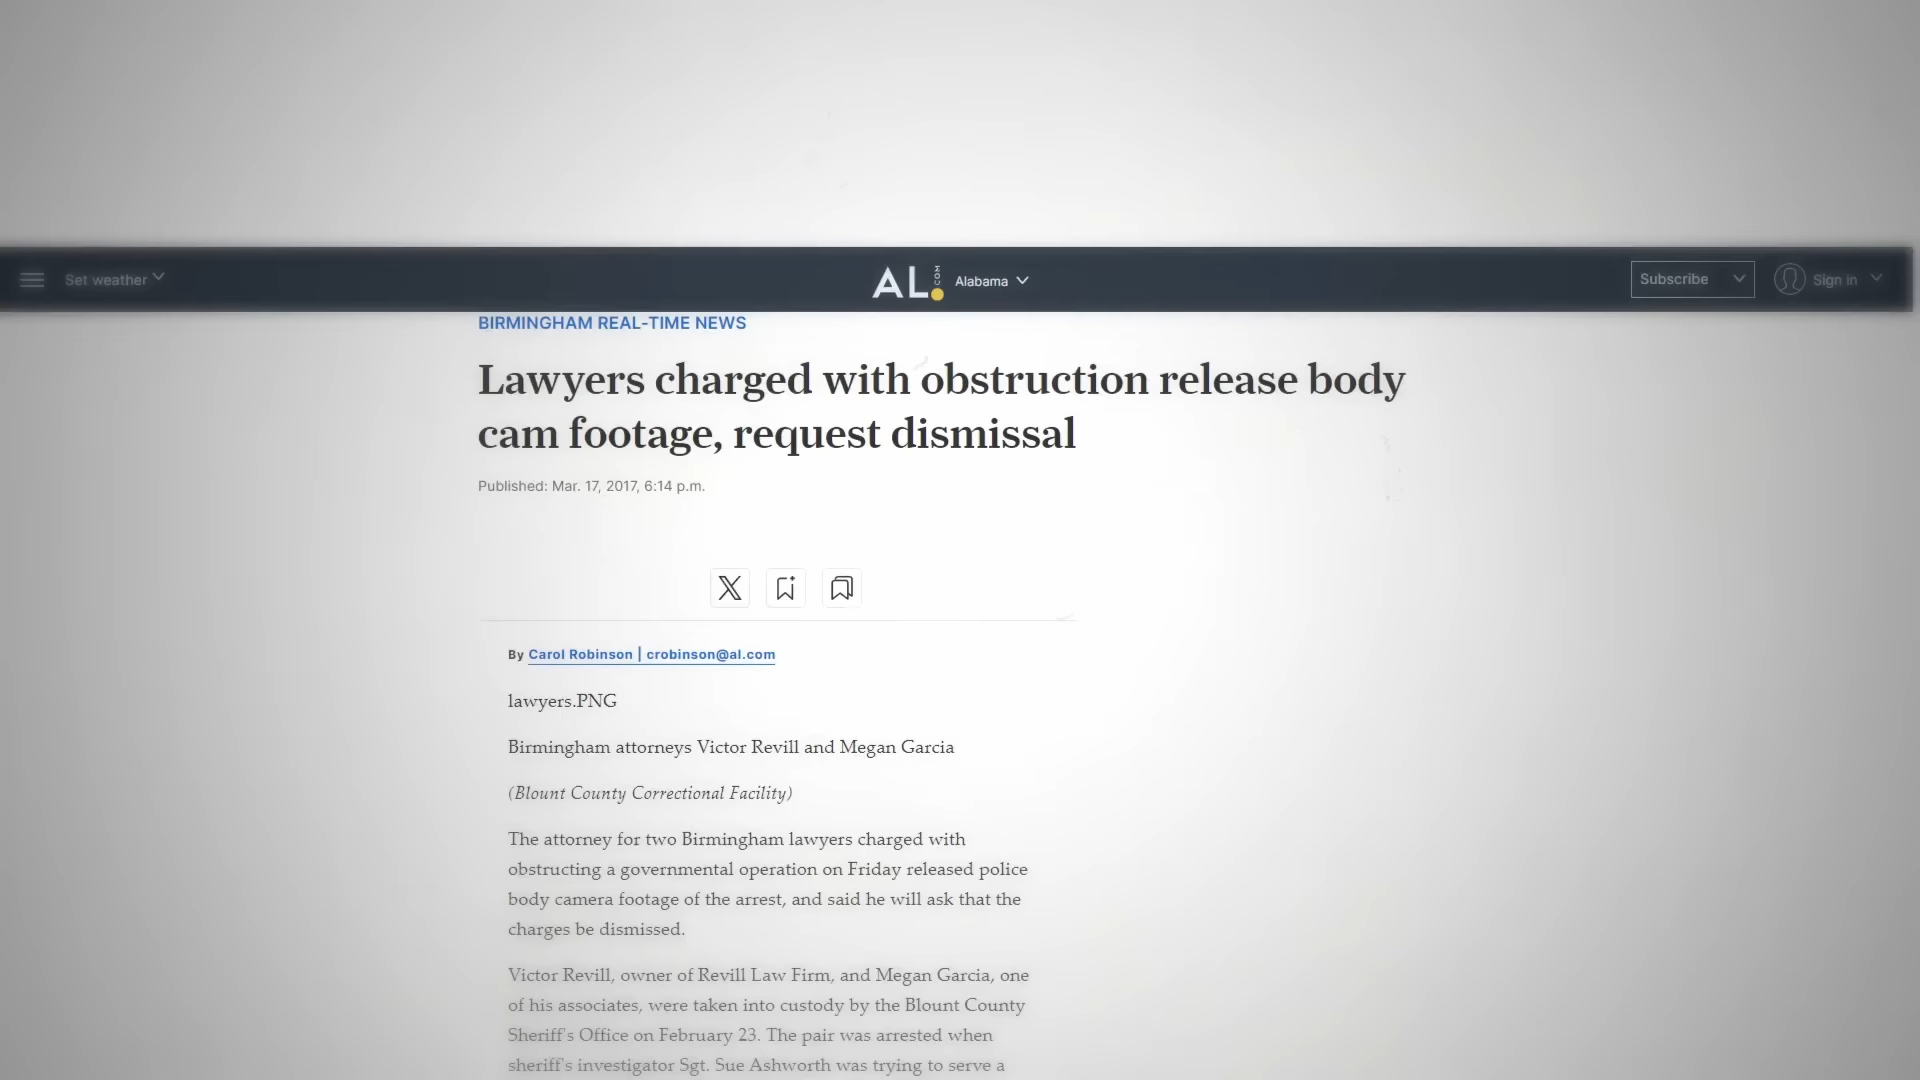 Set weather
AL.COM
Alabama
Subscribe
Sign in
BIRMINGHAM REAL-TIME NEWS
Lawyers charged with obstruction release body
cam footage, request dismissal
Published: Mar. 17, 2017, 6:14 p.m.
By Carol Robinson | crobinson@al.com
lawyers.PNG
Birmingham attorneys Victor Revill and Megan Garcia
(Blount County Correctional Facility)
The attorney for two Birmingham lawyers charged with
obstructing a governmental operation on Friday released police
body camera footage of the arrest, and said he will ask that the
charges be dismissed.
Victor Revill, owner of Revill Law Firm, and Megan Garcia, one
of his associates, were taken into custody by the Blount County
Sheriff's Office on February 23. The pair was arrested when
sheriff's investigator Sgt. Sue Ashworth was trying to serve a